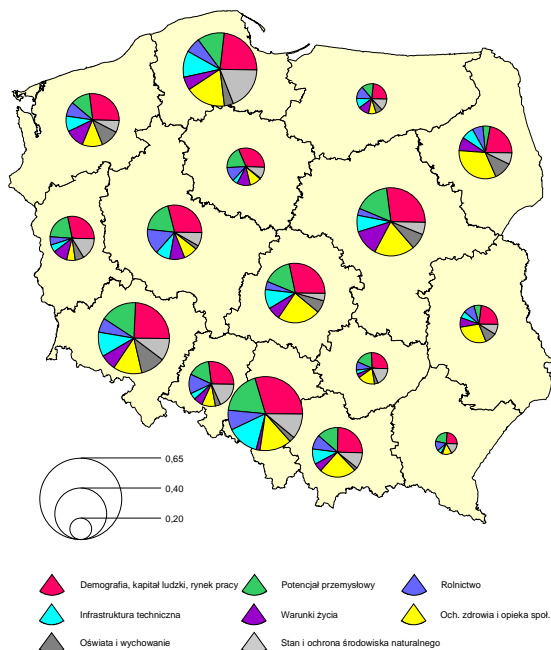 0,65
0,40
0,20
Demografia, kapitał ludzki, rynek pracy
Potencjał przemysłowy
Rolnictwo
Infrastruktura techniczna
Warunki życia
Och. zdrowia i opieka społ.
Oświata i wychowanie
Stan i ochrona środowiska naturalnego